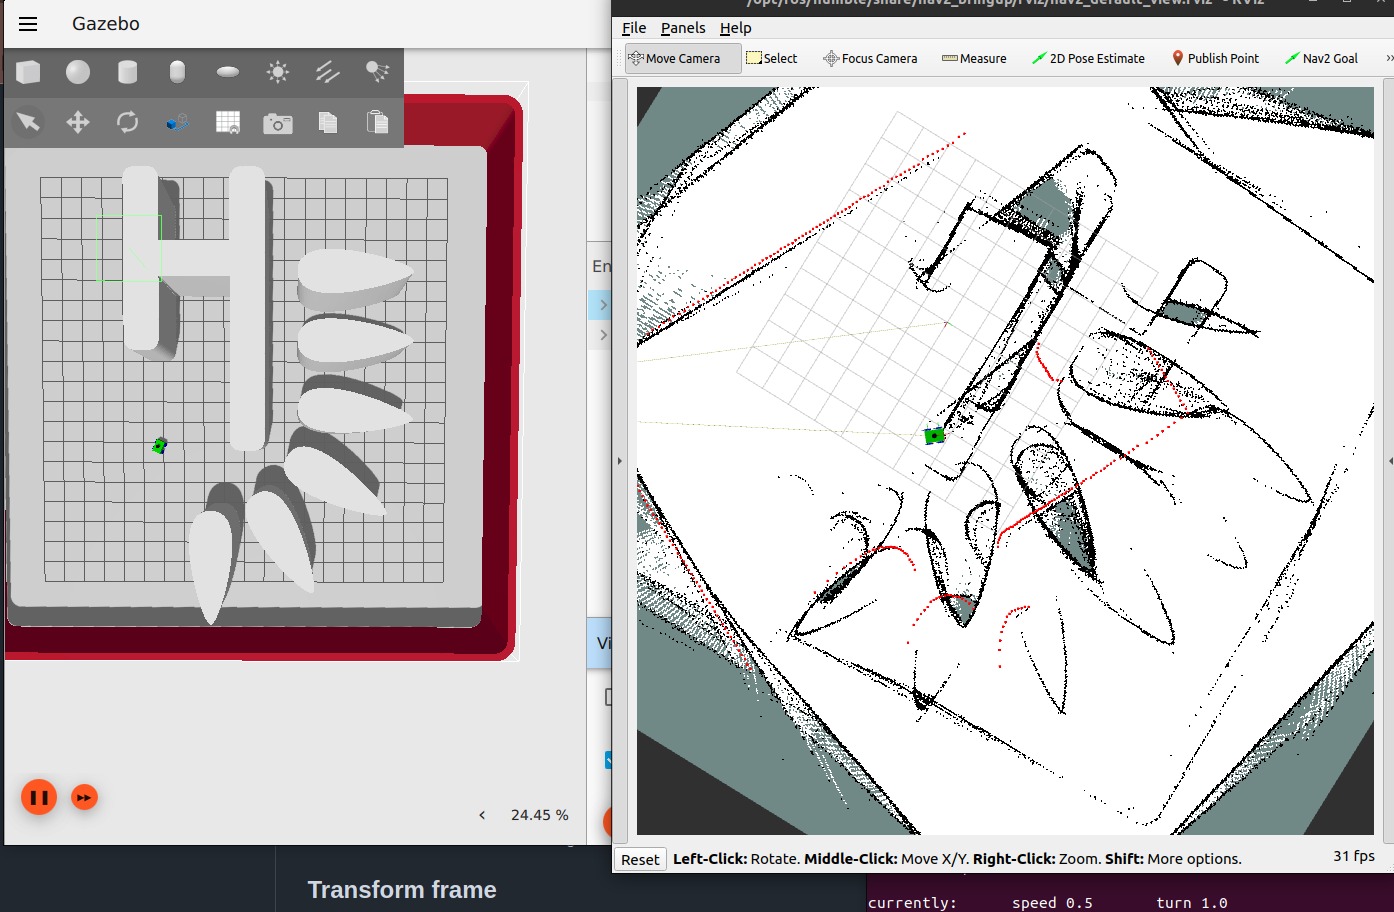 Gazebo
/opt/ros/humble/share/nav2_bringup/rviz/nav2_default_view.rviz* - RViz
File Panels Help
Move Camera Select Focus Camera Measure 2D Pose Estimate Publish Point Nav2 Goal
En
Vi
24.45 %
Reset Left-Click: Rotate. Middle-Click: Move X/Y. Right-Click: Zoom. Shift: More options. 31 fps
Transform frame
currently: speed 0.5 turn 1.0